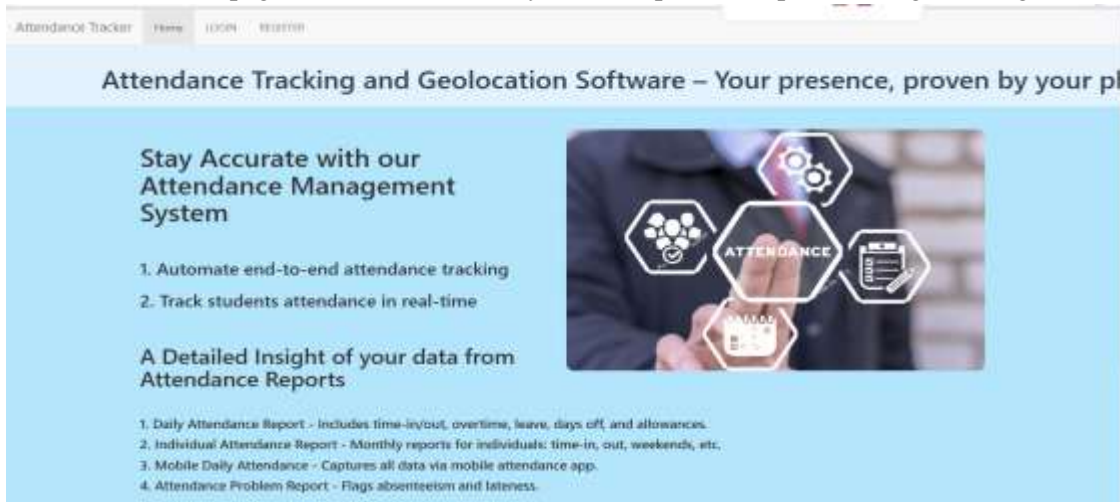 Attendance Tracker Home LOGIN REGISTER
Attendance Tracking and Geolocation Software – Your presence, proven by your pl
Stay Accurate with our
Attendance Management
System
ATTENDANCE
1. Automate end-to-end attendance tracking
2. Track students attendance in real-time
A Detailed Insight of your data from
Attendance Reports
1. Daily Attendance Report - Includes time-in/out, overtime, leave, days off, and allowances.
2. Individual Attendance Report - Monthly reports for individuals: time-in, out, weekends, etc.
3. Mobile Daily Attendance - Captures all data via mobile attendance app.
4. Attendance Problem Report - Flags absenteeism and lateness.